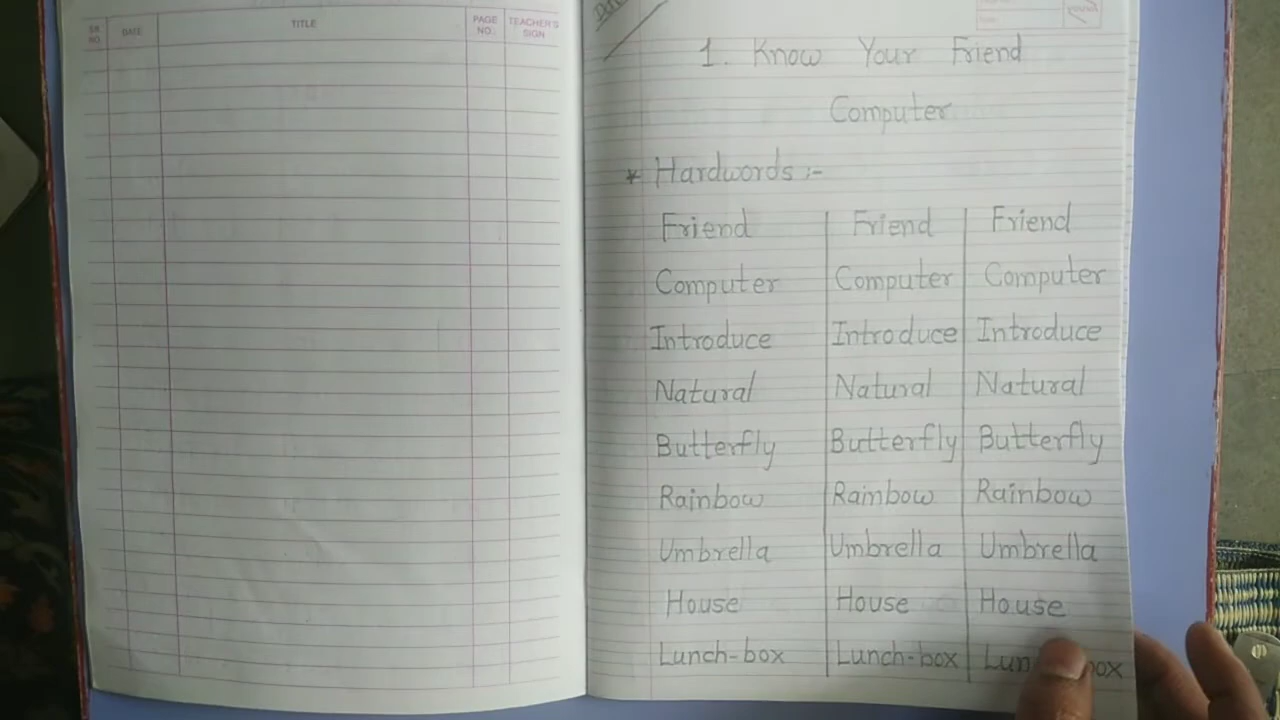 SR. NO. DATE TITLE PAGE NO. TEACHER'S SIGN
1. Know Your Friend
Computer
* Hardwords :-
Friend Friend Friend
Computer Computer Computer
Introduce Introduce Introduce
Natural Natural Natural
Butterfly Butterfly Butterfly
Rainbow Rainbow Rainbow
Umbrella Umbrella Umbrella
House House House
Lunch-box Lunch-box Lun box